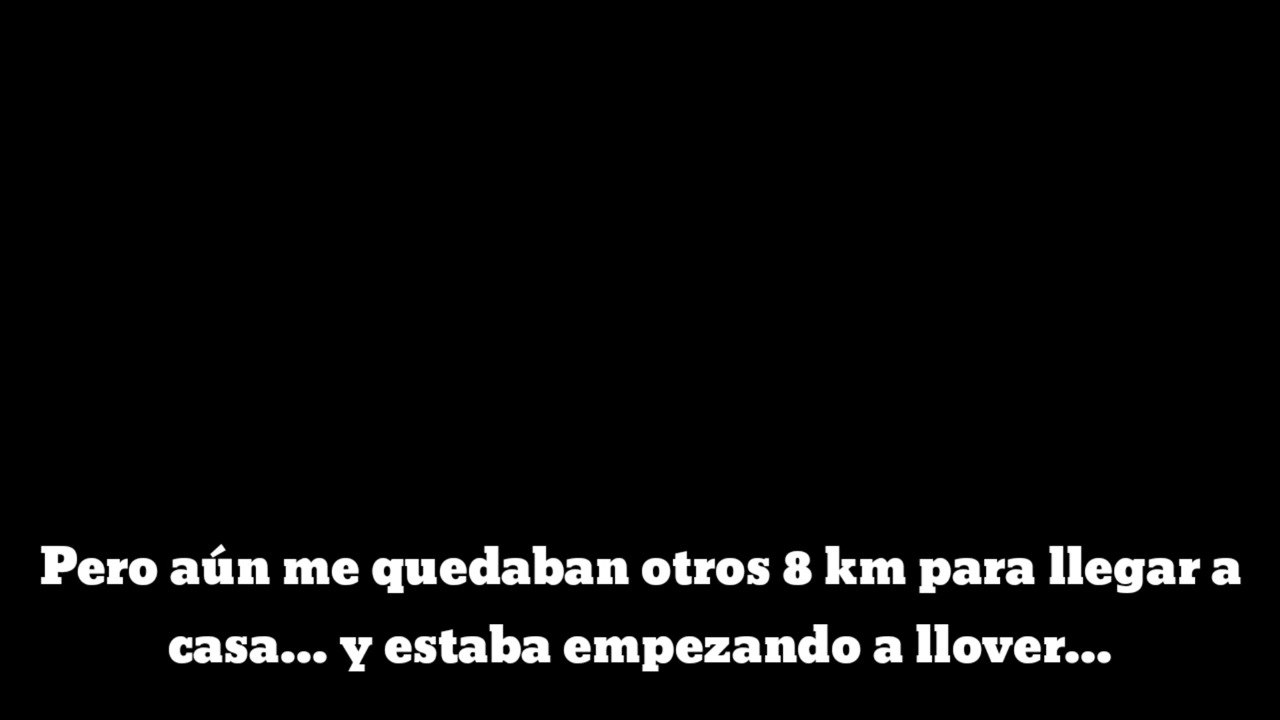 Pero aún me quedaban otros 8 km para llegar a
casa... y estaba empezando a llover...